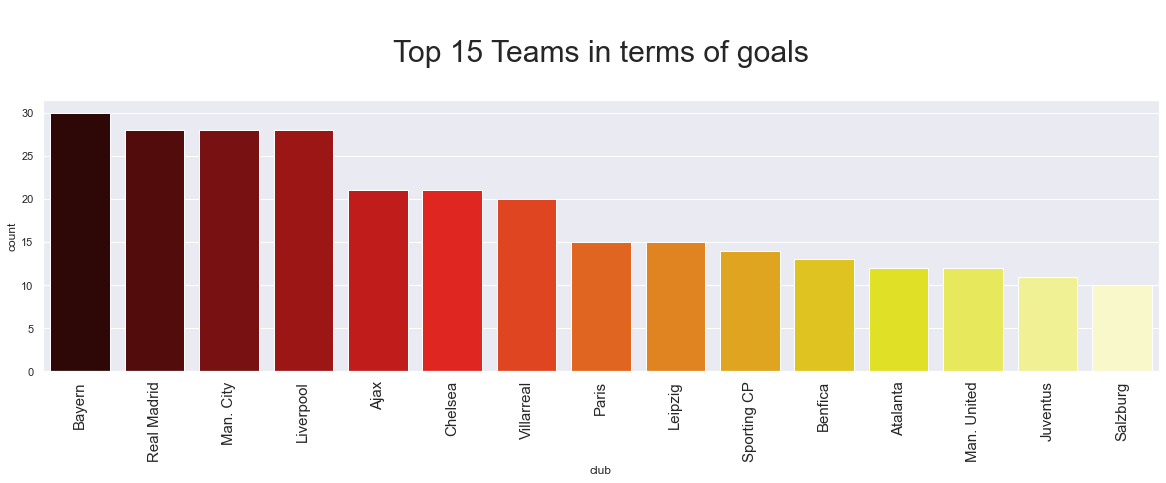 Top 15 Teams in terms of goals
30
25
20
15
10
5
0
count
Bayern
Real Madrid
Man. City
Liverpool
Ajax
Chelsea
Villarreal
Paris
Leipzig
Sporting CP
Benfica
Atalanta
Man. United
Juventus
Salzburg
club